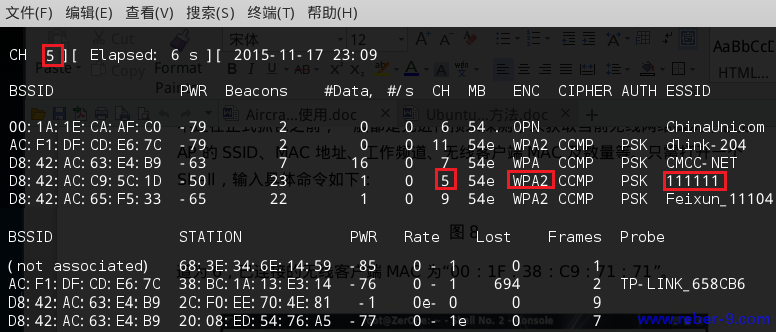 文件(F) 编辑(E) 查看(V) 搜索(S) 终端(T) 帮助(H)
CH 5 ][ Elapsed: 6 s ][ 2015-11-17 23:09
BSSID PWR Beacons #Data, #/s CH MB ENC CIPHER AUTH ESSID
00:1A:1E:CA:AF:C0 -79 2 0 0 6 54. OPN ChinaUnicom
AC:F1:DF:CD:E6:7C -77 2 0 0 11 54e WPA2 CCMP PSK dlink-204
D8:42:AC:63:E4:B9 -63 7 16 0 7 54e WPA CCMP PSK CMCC-NET
D8:42:AC:C9:5C:1D -50 23 1 0 5 54e WPA2 CCMP PSK 111111
D8:42:AC:65:F5:33 -65 22 1 0 9 54e WPA2 CCMP PSK Feixun_11104
图 8
BSSID STATION PWR Rate Lost Frames Probe
(not associated) 68:3E:34:6E:14:59 -85 0 - 1 0 1
AC:F1:DF:CD:E6:7C 38:BC:1A:13:E3:14 -76 0 - 1 694 2 TP-LINK_658CB6
D8:42:AC:63:E4:B9 2C:F0:EE:70:4E:81 -1 0e- 0 0 9
D8:42:AC:63:E4:B9 20:08:ED:54:76:A5 -77 0 - 1e 0 7